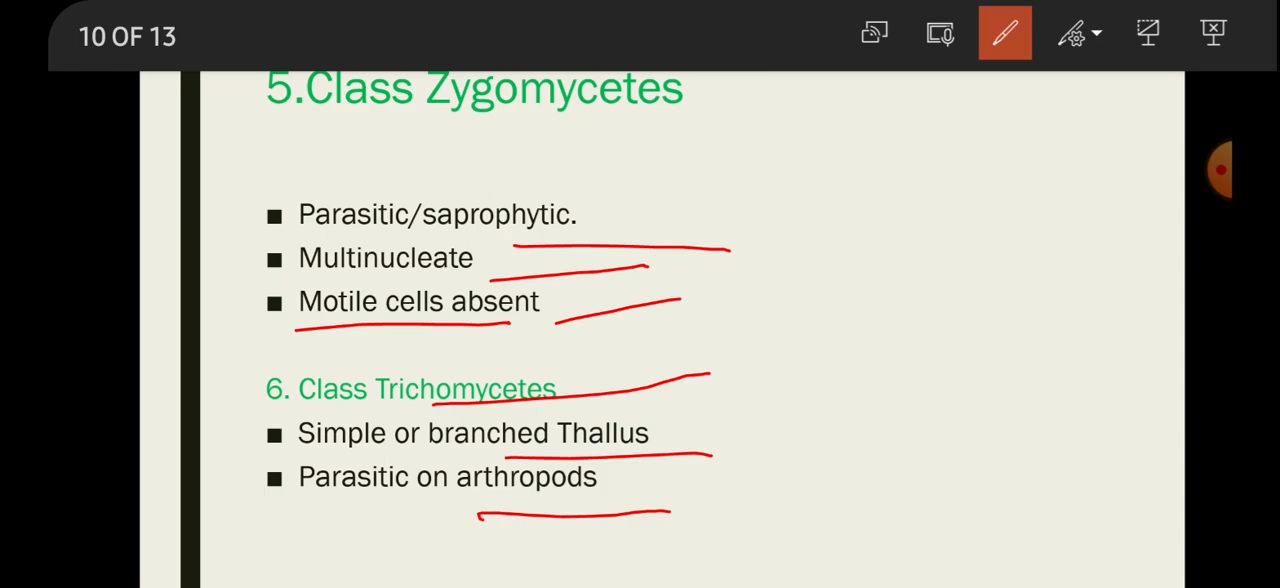 10 OF 13
5.Class Zygomycetes
■ Parasitic/saprophytic.
■ Multinucleate
■ Motile cells absent
6. Class Trichomycetes
■ Simple or branched Thallus
■ Parasitic on arthropods